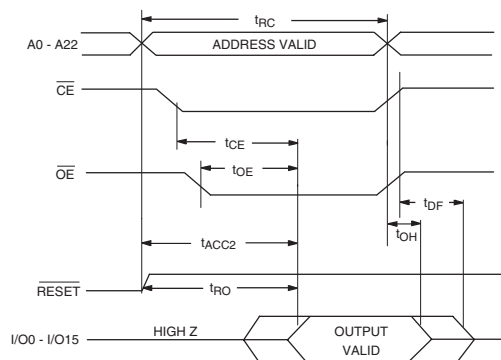 tRC
A0 - A22 ADDRESS VALID
CE
tCE
tOE
OE
tDF
tOH
tACC2
tRO
RESET
I/O0 - I/O15 HIGH Z OUTPUT
VALID